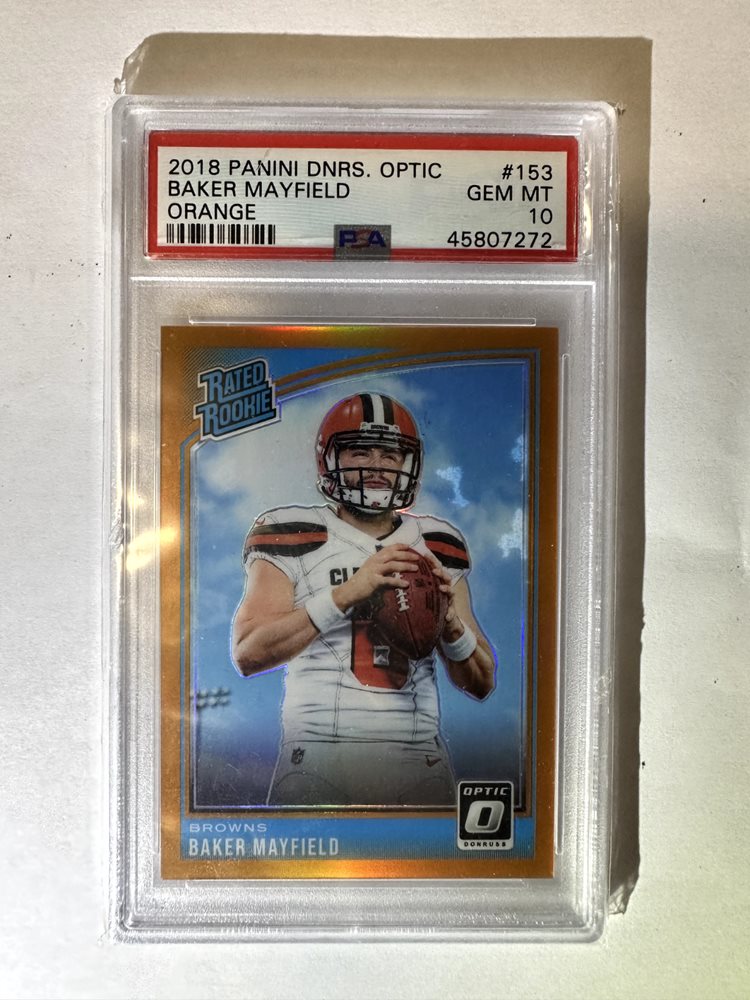 2018 PANINI DNRS. OPTIC #153
BAKER MAYFIELD GEM MT
ORANGE 10
PSA 45807272
RATED
ROOKIE
OPTIC
O
DONRUSS
BROWNS
BAKER MAYFIELD